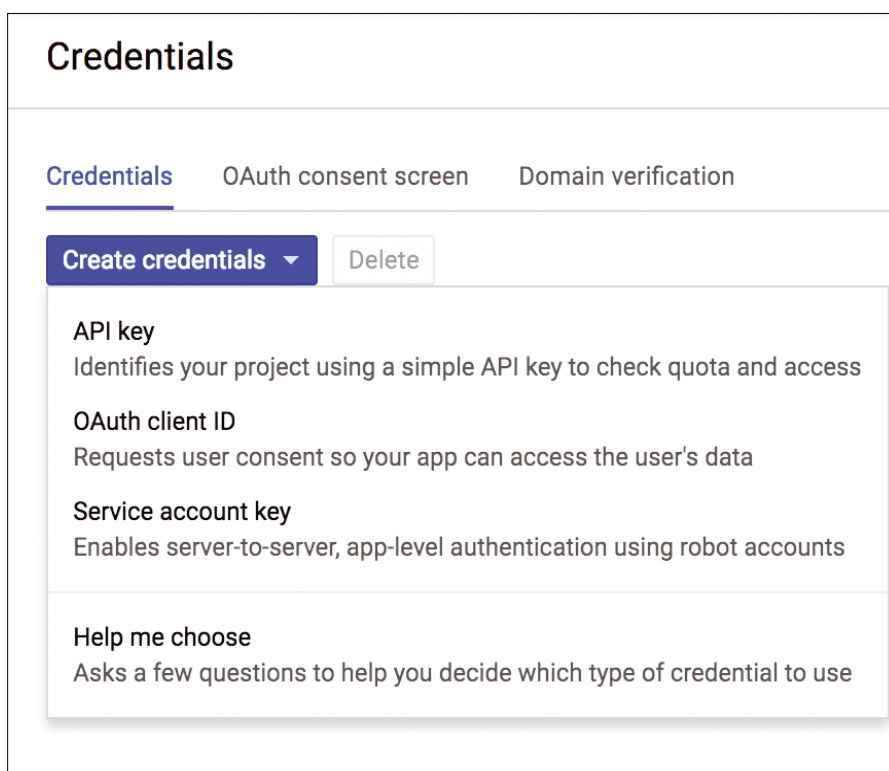 Credentials
Credentials OAuth consent screen Domain verification
Create credentials Delete
API key
Identifies your project using a simple API key to check quota and access
OAuth client ID
Requests user consent so your app can access the user's data
Service account key
Enables server-to-server, app-level authentication using robot accounts
Help me choose
Asks a few questions to help you decide which type of credential to use